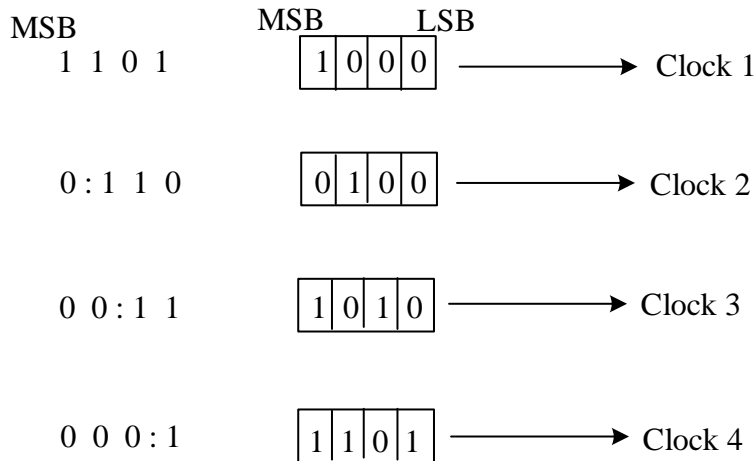 MSB MSB LSB
1 1 0 1 1 0 0 0 Clock 1
0 : 1 1 0 0 1 0 0 Clock 2
0 0 : 1 1 1 0 1 0 Clock 3
0 0 0 : 1 1 1 0 1 Clock 4